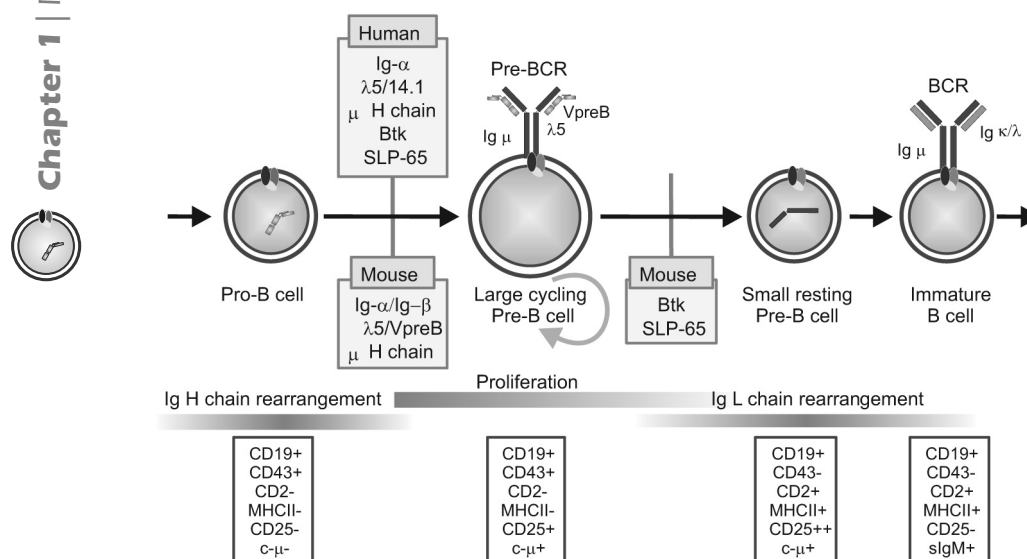 Chapter 1 |
Human
Ig-α
λ5/14.1
μ H chain
Btk
SLP-65
Pre-BCR
VpreB
λ5
Ig μ
BCR
Ig κ/λ
Ig μ
Pro-B cell
Mouse
Ig-α/Ig–β
λ5/VpreB
μ H chain
Large cycling
Pre-B cell
Mouse
Btk
SLP-65
Small resting
Pre-B cell
Immature
B cell
Ig H chain rearrangement
Proliferation
Ig L chain rearrangement
CD19+
CD43+
CD2-
MHCII-
CD25-
c-μ-
CD19+
CD43+
CD2-
MHCII-
CD25+
c-μ+
CD19+
CD43-
CD2+
MHCII+
CD25++
c-μ+
CD19+
CD43-
CD2+
MHCII+
CD25-
sIgM+